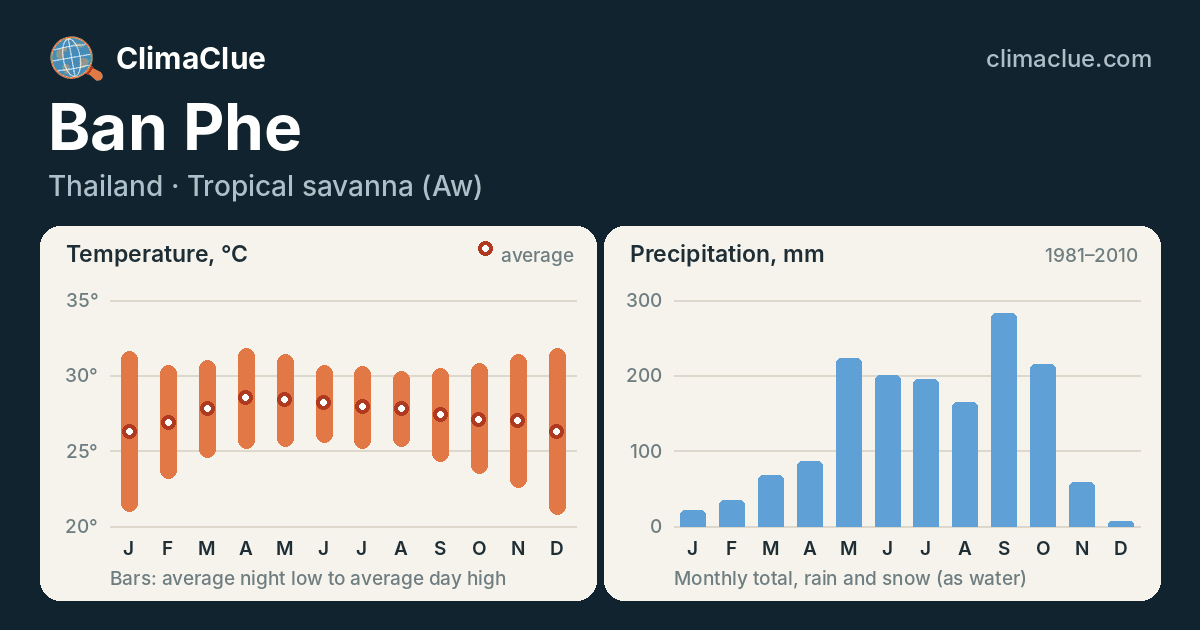 ClimaClue
climaclue.com
Ban Phe
Thailand · Tropical savanna (Aw)
Temperature, °C
average
35°
30°
25°
20°
J F M A M J J A S O N D
Bars: average night low to average day high
Precipitation, mm
1981–2010
300
200
100
0
J F M A M J J A S O N D
Monthly total, rain and snow (as water)